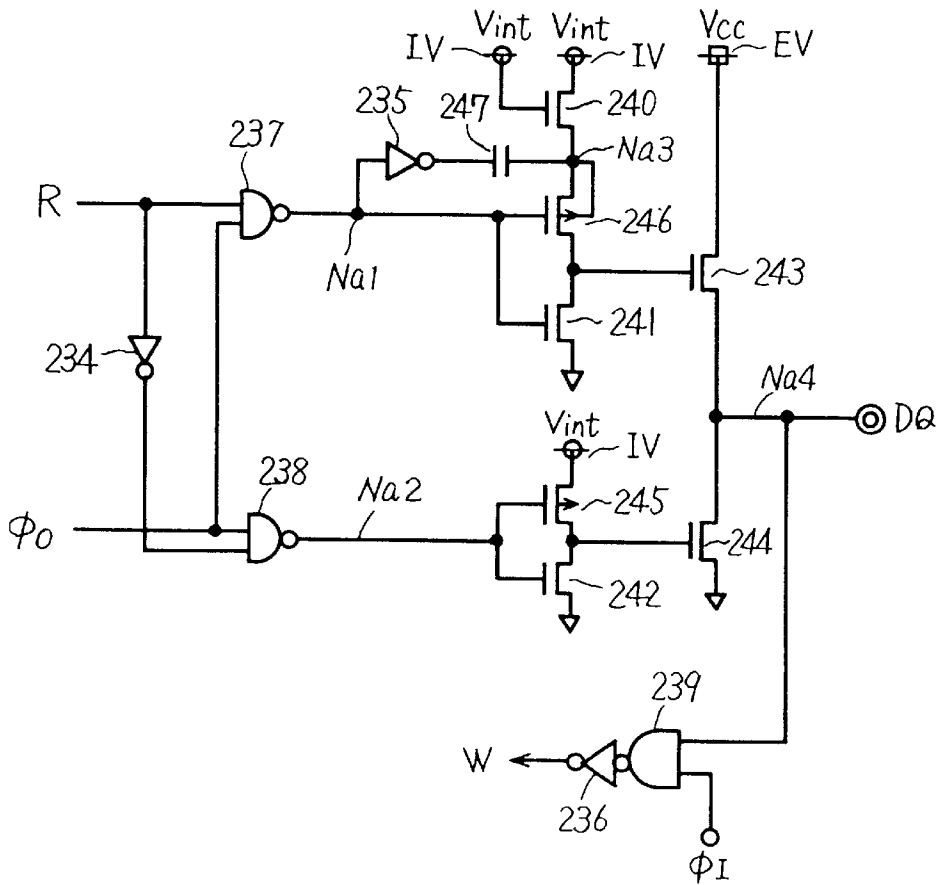 Vint Vint Vcc
IV IV EV
235 247 240
237 Na3
R 246
Na1 243
241
234 Na4
Vint DQ
IV
238 Na2 245
φo 244
242
239
W
236
φI